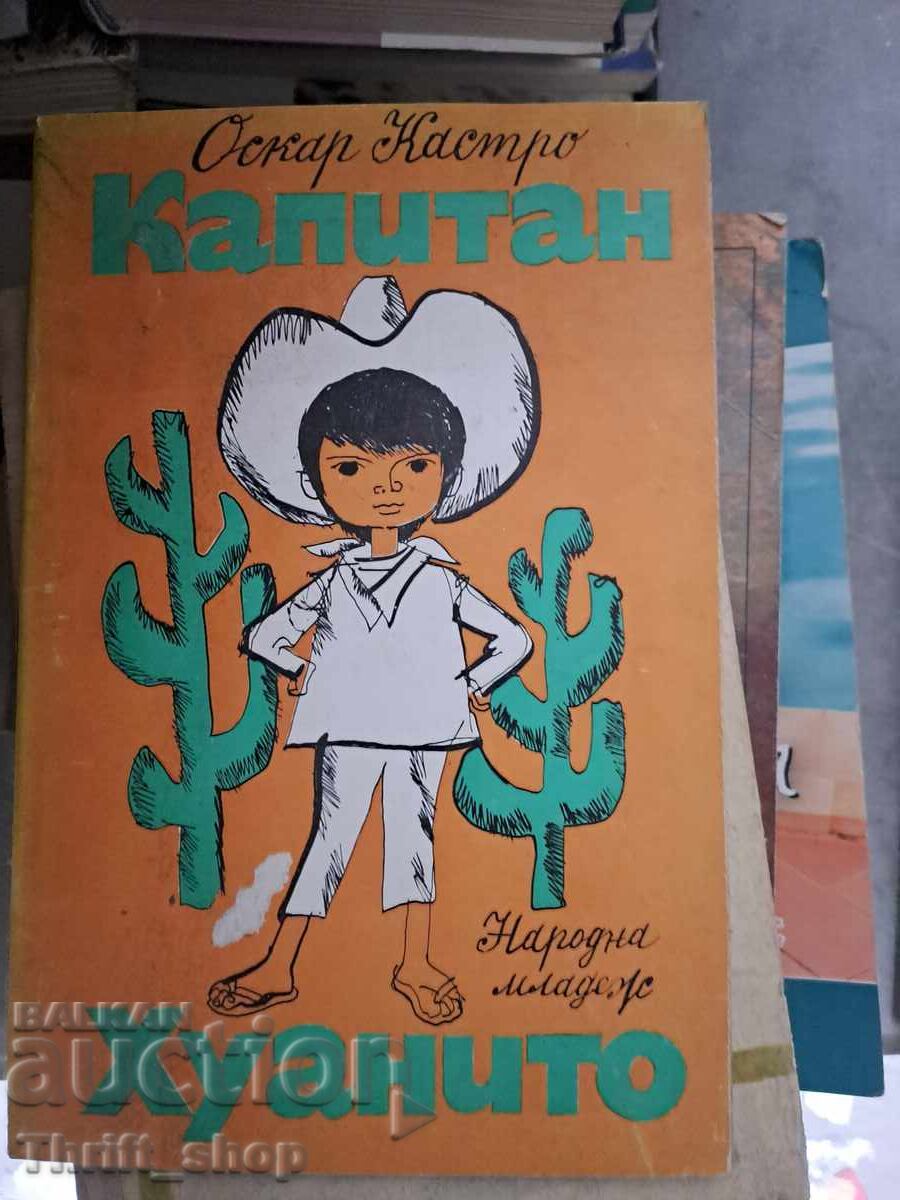 Оскар Кастро
Капитан
Народна
младеж
BALKAN
auction
Хуанито
Thrift_shop